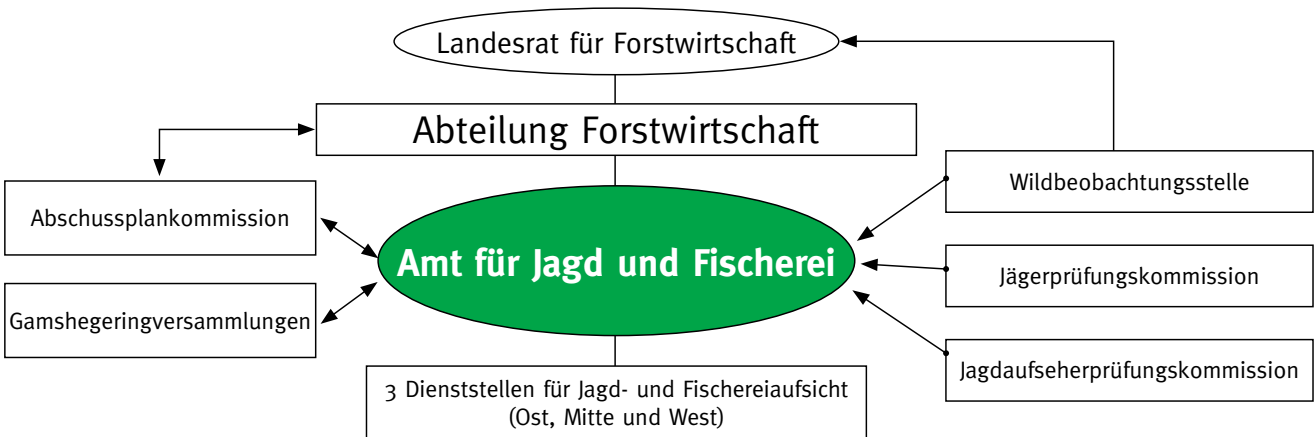 Landesrat für Forstwirtschaft
Abteilung Forstwirtschaft
Abschussplankommission
Wildbeobachtungsstelle
Amt für Jagd und Fischerei
Gamshegeringversammlungen
Jägerprüfungskommission
Jagdaufseherprüfungskommission
3 Dienststellen für Jagd- und Fischereiaufsicht
(Ost, Mitte und West)